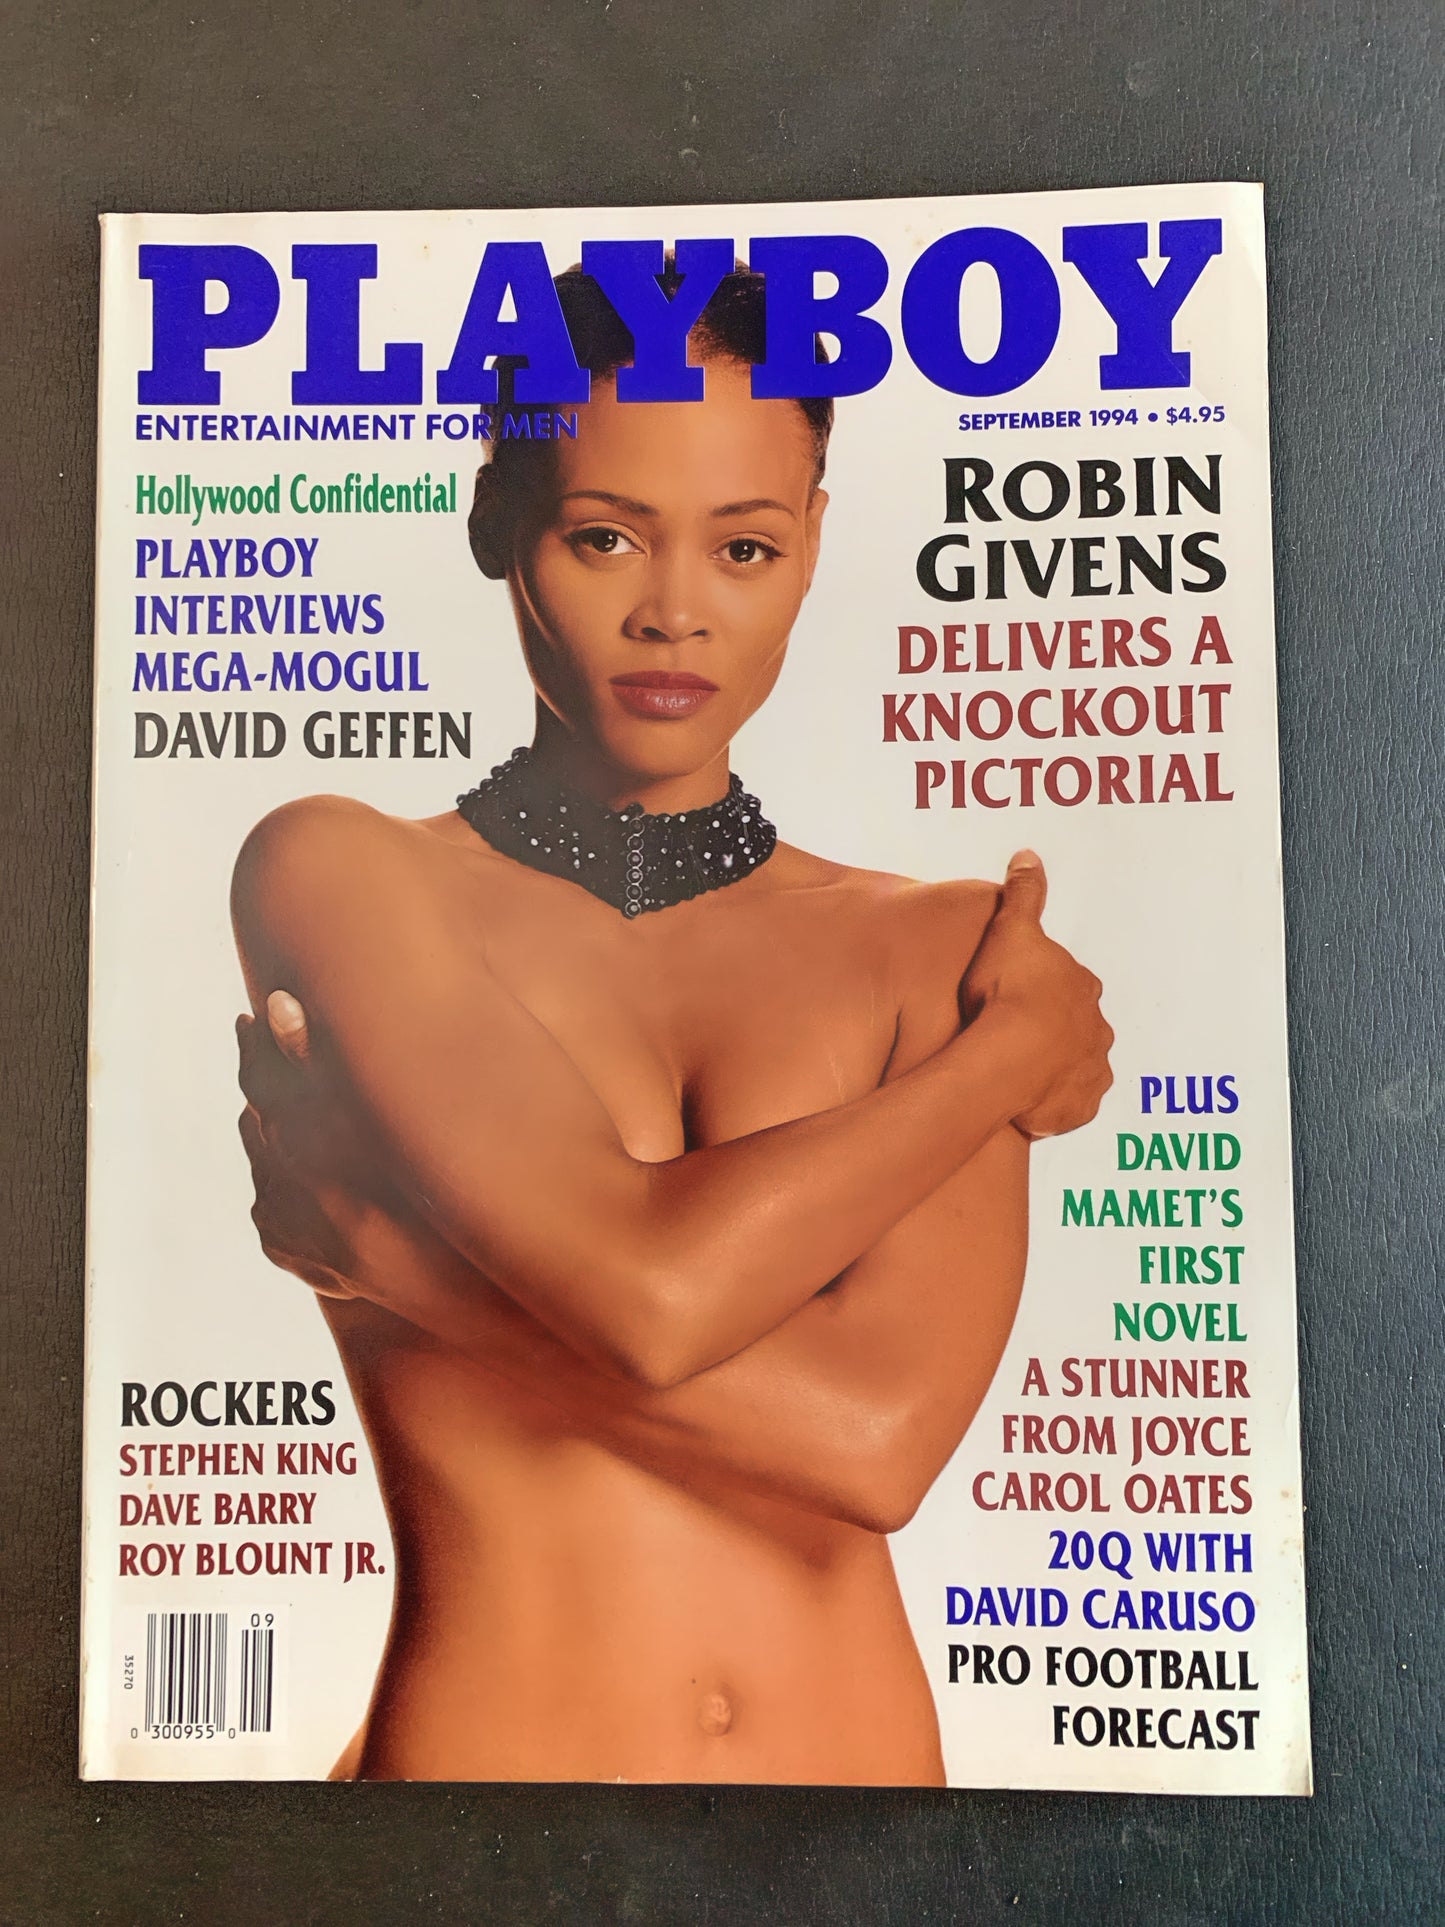 PLAYBOY
ENTERTAINMENT FOR MEN
SEPTEMBER 1994 • $4.95
Hollywood Confidential
PLAYBOY
INTERVIEWS
MEGA-MOGUL
DAVID GEFFEN
ROBIN
GIVENS
DELIVERS A
KNOCKOUT
PICTORIAL
PLUS
DAVID
MAMET'S
FIRST
NOVEL
A STUNNER
FROM JOYCE
CAROL OATES
20Q WITH
DAVID CARUSO
PRO FOOTBALL
FORECAST
ROCKERS
STEPHEN KING
DAVE BARRY
ROY BLOUNT JR.
09
35270
0 300955 0